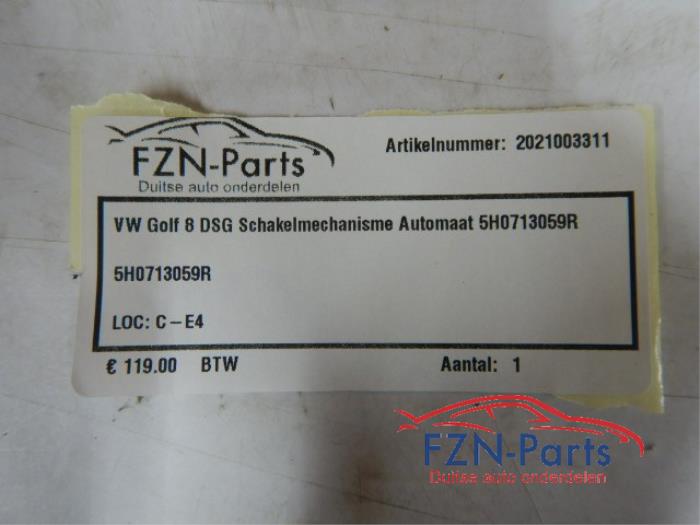 FZN-Parts
Duitse auto onderdelen
Artikelnummer: 2021003311
VW Golf 8 DSG Schakelmechanisme Automaat 5H0713059R
5H0713059R
LOC: C-E4
€ 119.00 BTW
Aantal: 1
FZN-Parts
Duitse auto onderdelen